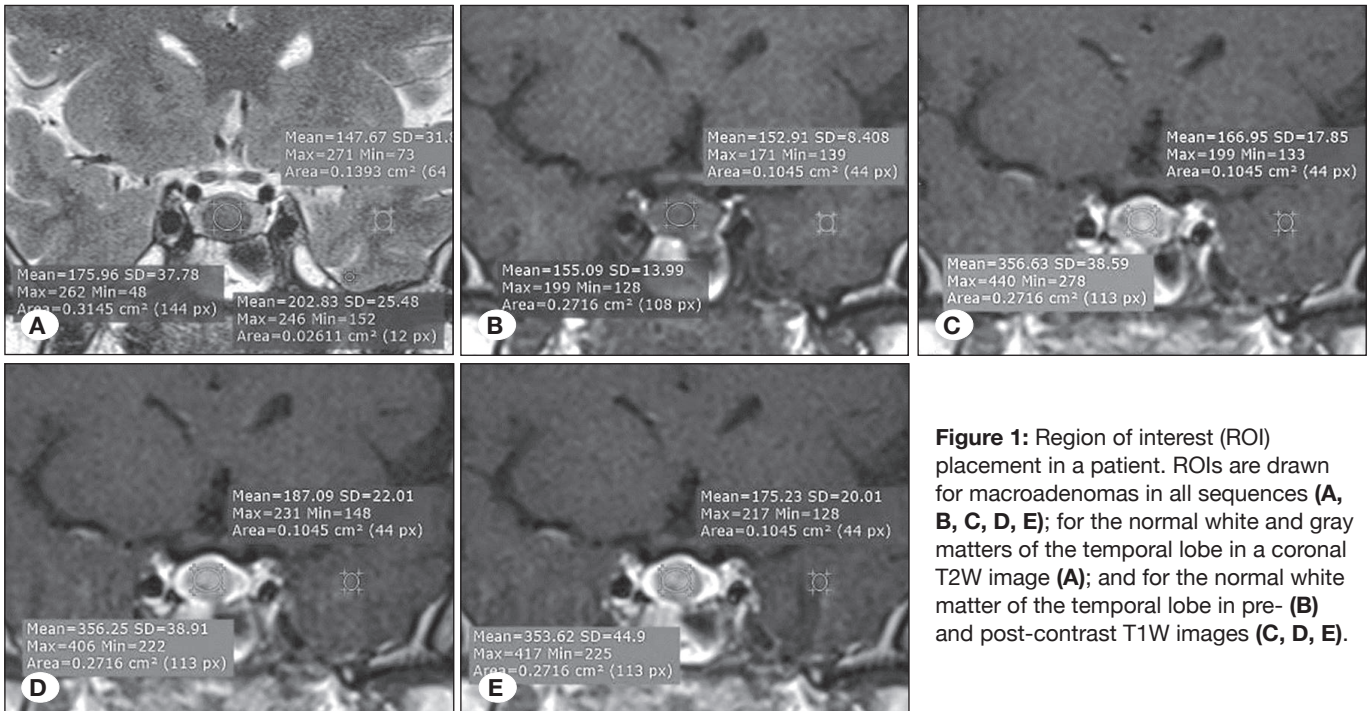 Mean=147.67 SD=31.8
Max=271 Min=73
Area=0.1393 cm² (64
Mean=175.96 SD=37.78
Max=262 Min=48
Area=0.3145 cm² (144 px)
Mean=202.83 SD=25.48
Max=246 Min=152
Area=0.02611 cm² (12 px)
A
Mean=152.91 SD=8.408
Max=171 Min=139
Area=0.1045 cm² (44 px)
Mean=155.09 SD=13.99
Max=199 Min=128
Area=0.2716 cm² (108 px)
B
Mean=166.95 SD=17.85
Max=199 Min=133
Area=0.1045 cm² (44 px)
Mean=356.63 SD=38.59
Max=440 Min=278
Area=0.2716 cm² (113 px)
C
Mean=187.09 SD=22.01
Max=231 Min=148
Area=0.1045 cm² (44 px)
Mean=356.25 SD=38.91
Max=406 Min=222
Area=0.2716 cm² (113 px)
D
Mean=175.23 SD=20.01
Max=217 Min=128
Area=0.1045 cm² (44 px)
Mean=353.62 SD=44.9
Max=417 Min=225
Area=0.2716 cm² (113 px)
E
Figure 1: Region of interest (ROI)
placement in a patient. ROIs are drawn
for macroadenomas in all sequences (A,
B, C, D, E); for the normal white and gray
matters of the temporal lobe in a coronal
T2W image (A); and for the normal white
matter of the temporal lobe in pre- (B)
and post-contrast T1W images (C, D, E).